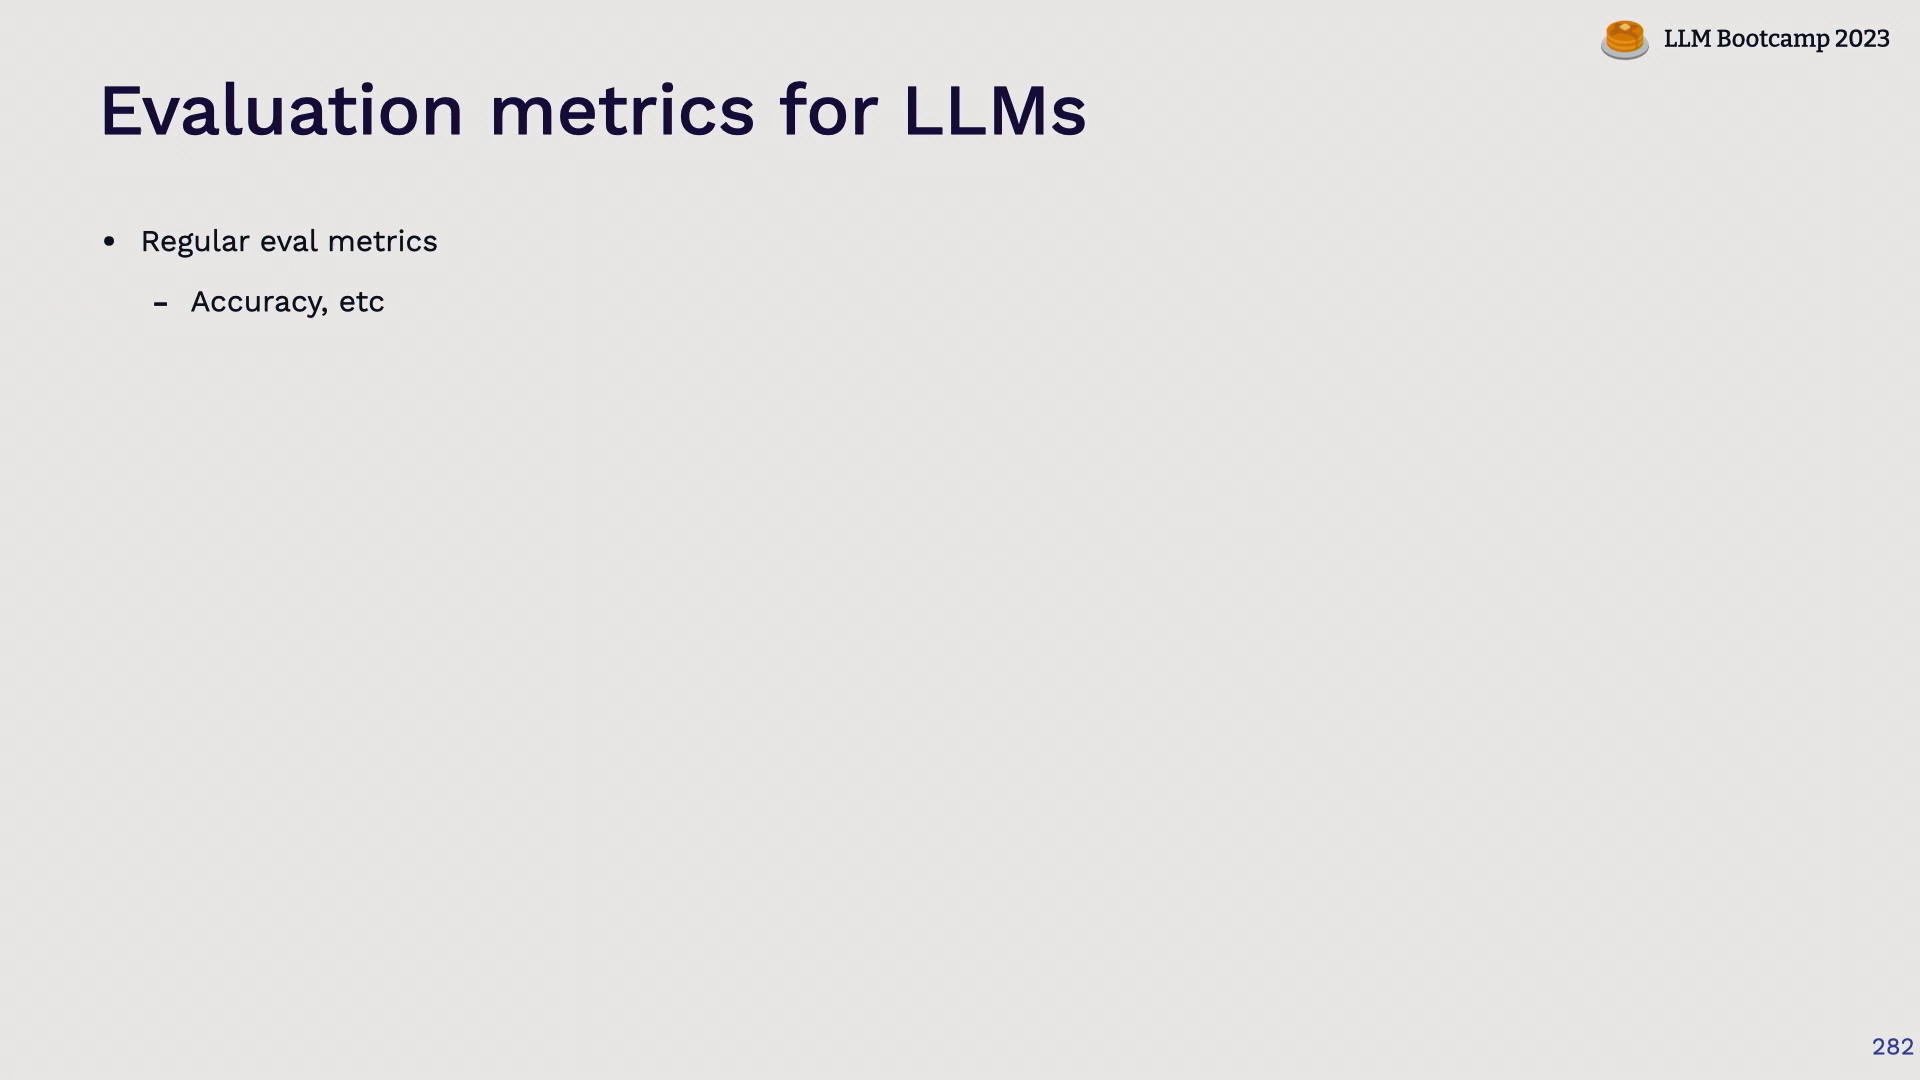 LLM Bootcamp 2023
Evaluation metrics for LLMs
• Regular eval metrics
– Accuracy, etc
282